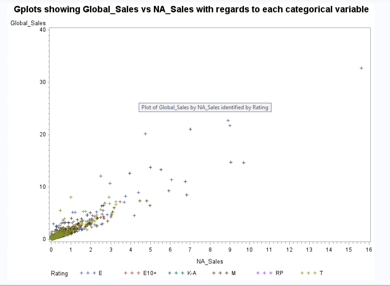 Gplots showing Global_Sales vs NA_Sales with regards to each categorical variable
Global_Sales
40
30
Plot of Global_Sales by NA_Sales identified by Rating
20
10
0
0 1 2 3 4 5 6 7 8 9 10 11 12 13 14 15 16
NA_Sales
Rating + + + E + + + E10+ + + + K-A + + + M + + + RP + + + T